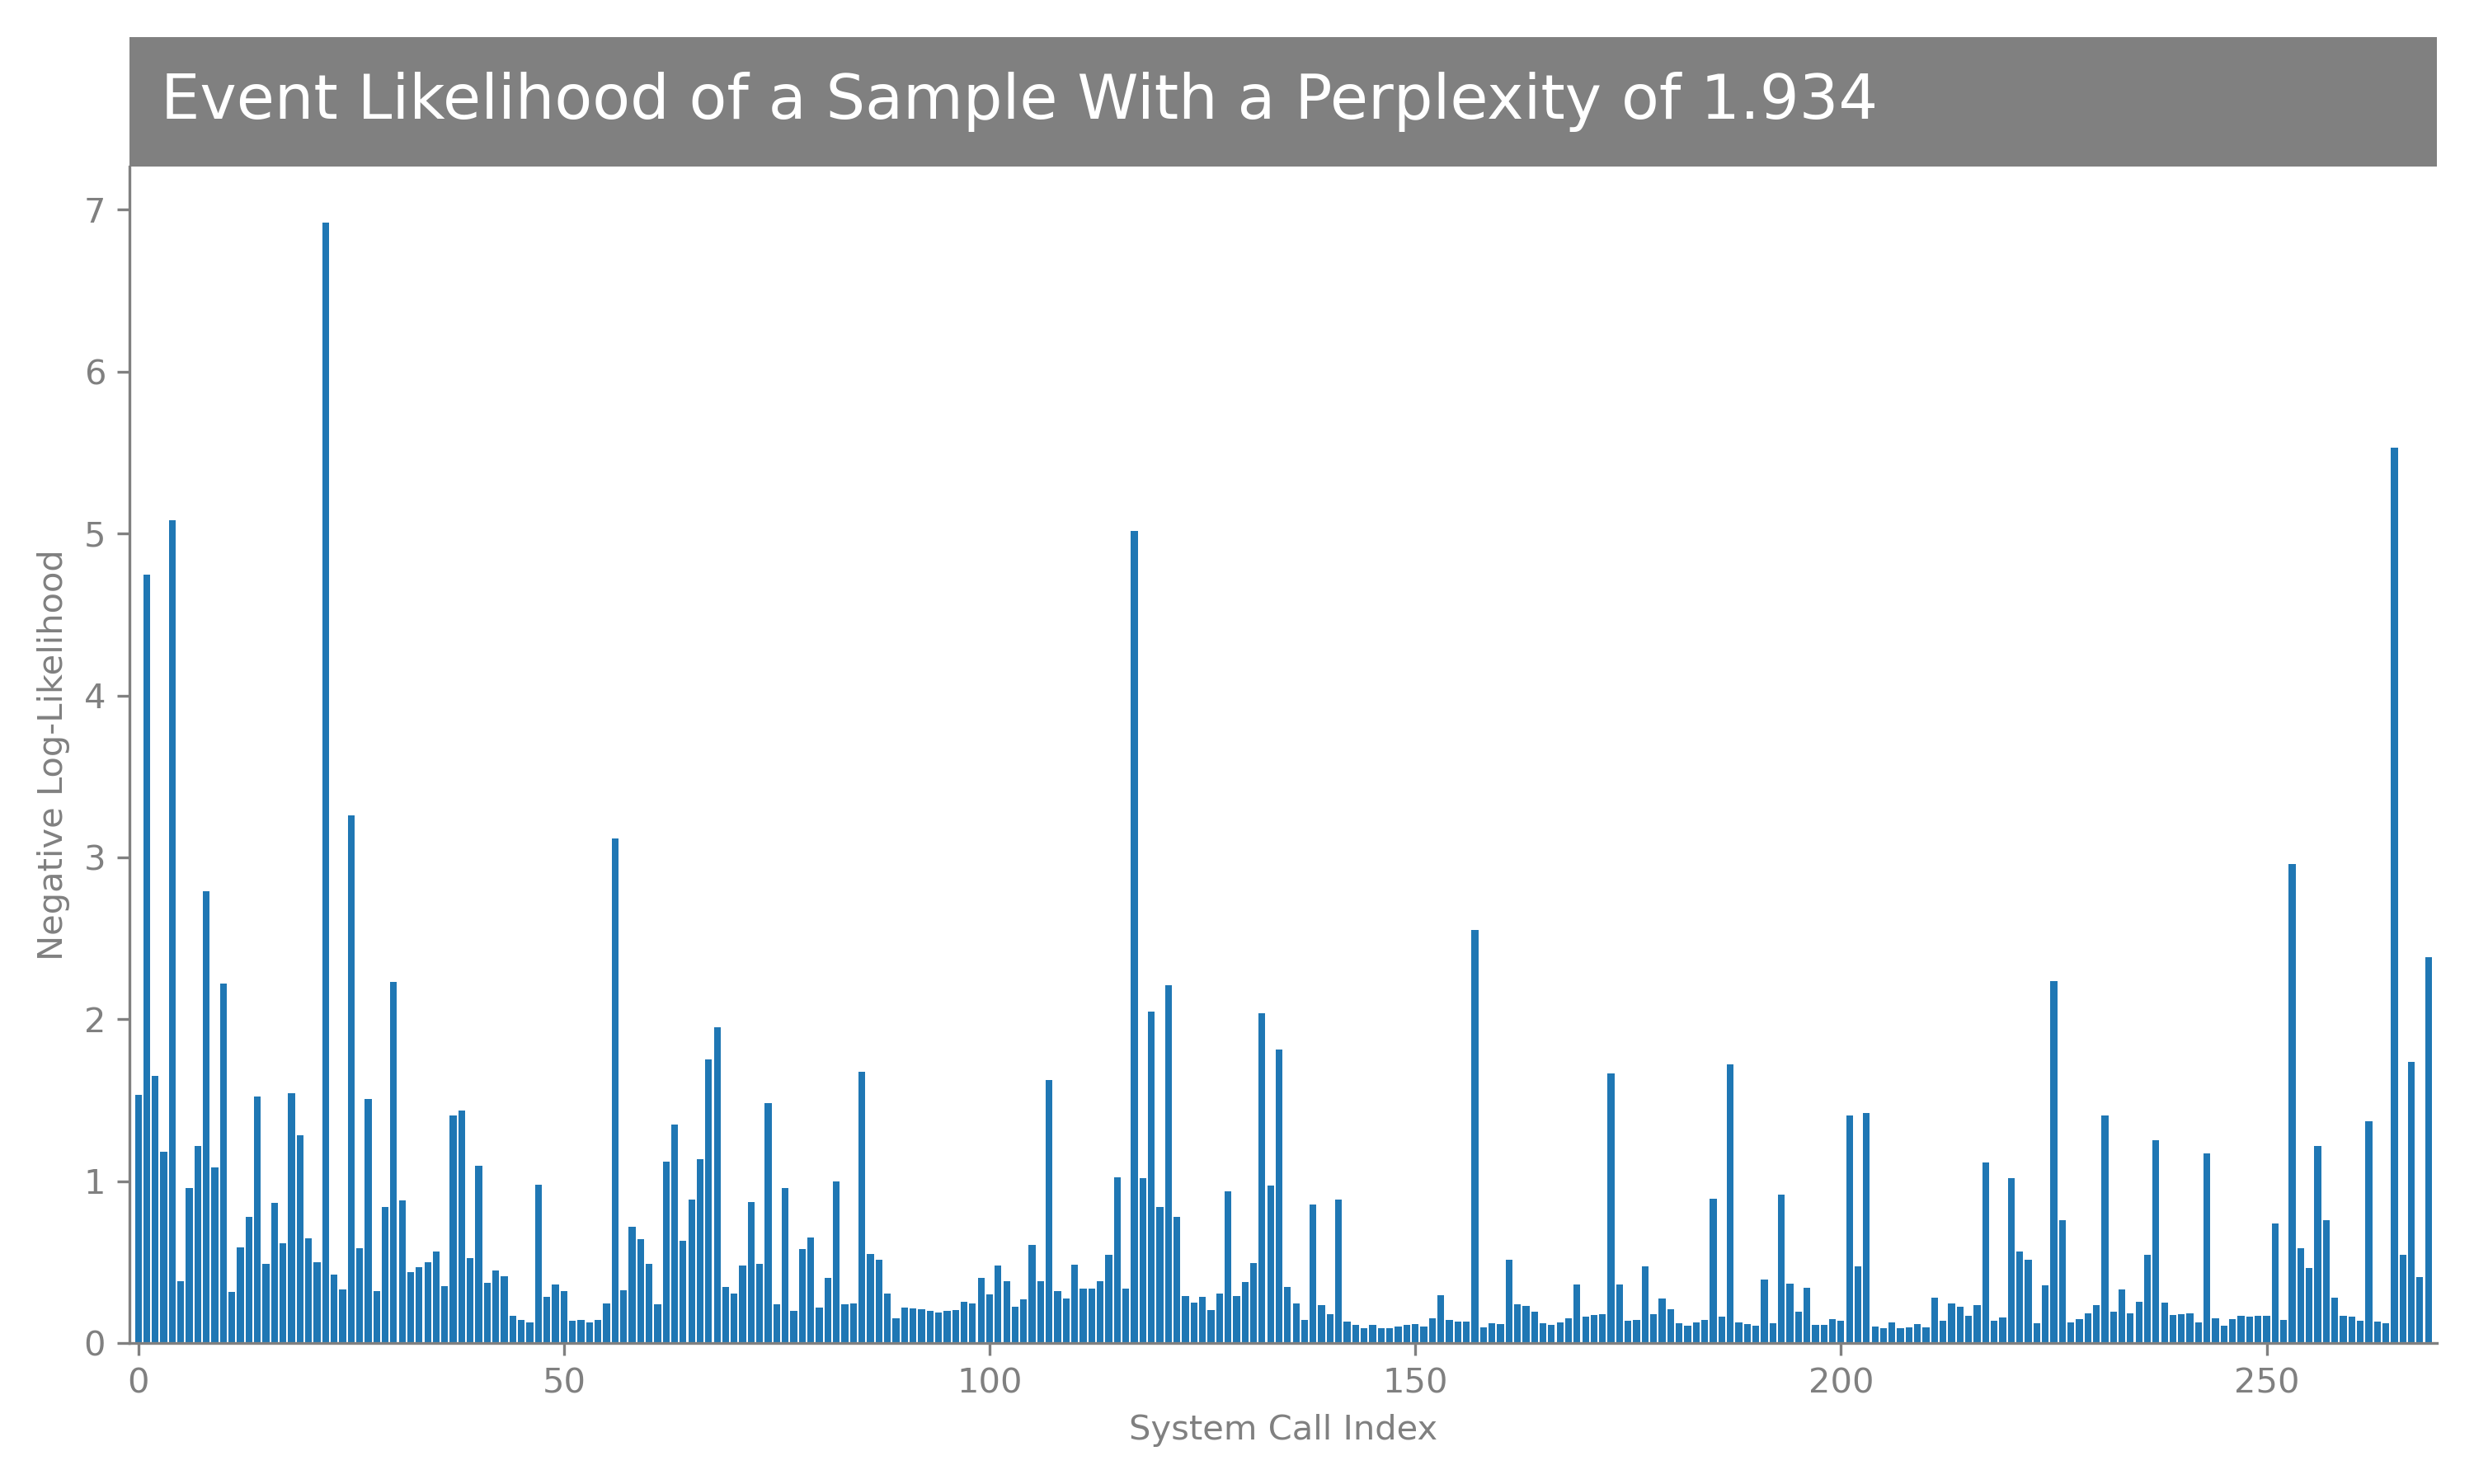 Event Likelihood of a Sample With a Perplexity of 1.934
7
6
5
4
3
2
1
0
Negative Log-Likelihood
0 50 100 150 200 250
System Call Index